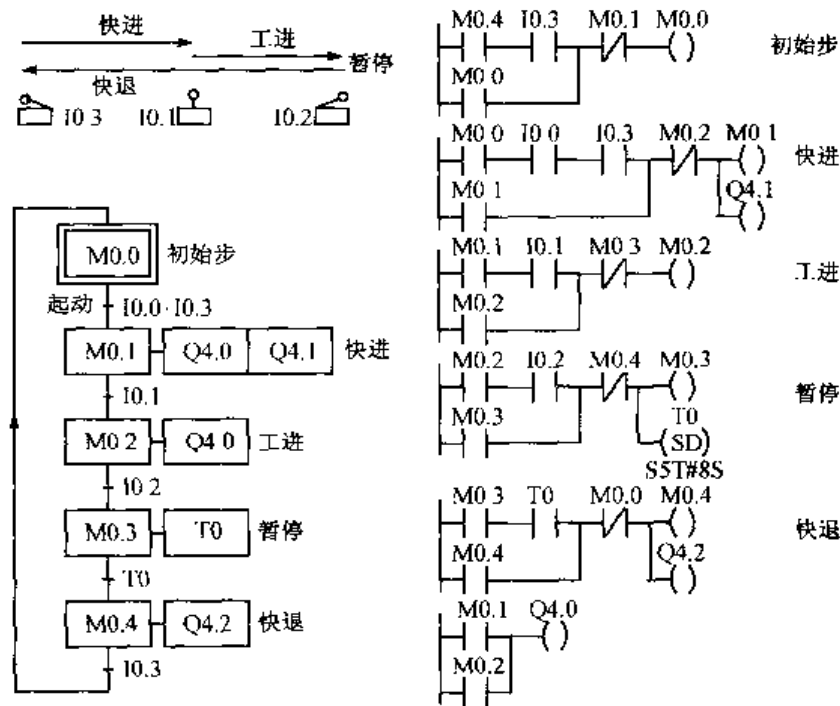 快进
工进
暂停
快退
I0.3 I0.1 I0.2
M0.0 初始步
起动 I0.0·I0.3
M0.1 Q4.0 Q4.1 快进
I0.1
M0.2 Q4.0 工进
I0.2
M0.3 T0 暂停
T0
M0.4 Q4.2 快退
I0.3
M0.4 I0.3 M0.1 M0.0
初始步
M0.0
M0.0 I0.0 I0.3 M0.2 M0.1
快进
M0.1 Q4.1
M0.1 I0.1 M0.3 M0.2
工进
M0.2
M0.2 I0.2 M0.4 M0.3
暂停
M0.3 T0
SD
S5T#8S
M0.3 T0 M0.0 M0.4
快退
M0.4 Q4.2
M0.1 Q4.0
M0.2